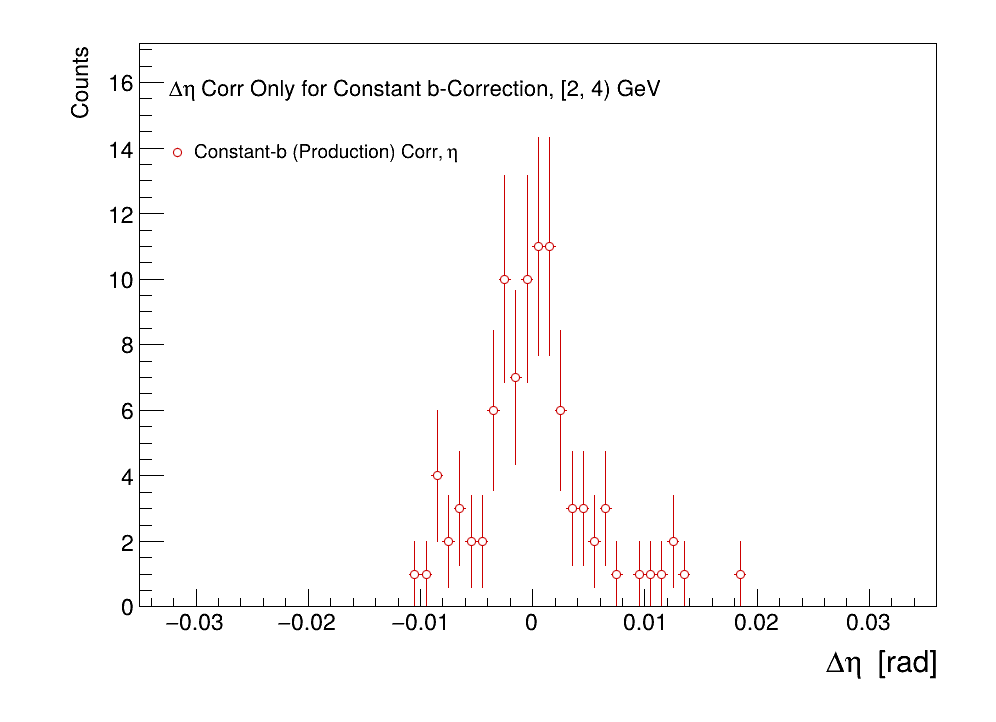 Counts
Δη Corr Only for Constant b-Correction, [2, 4) GeV
Constant-b (Production) Corr, η
16
14
12
10
8
6
4
2
0
−0.03 −0.02 −0.01 0 0.01 0.02 0.03
Δη [rad]